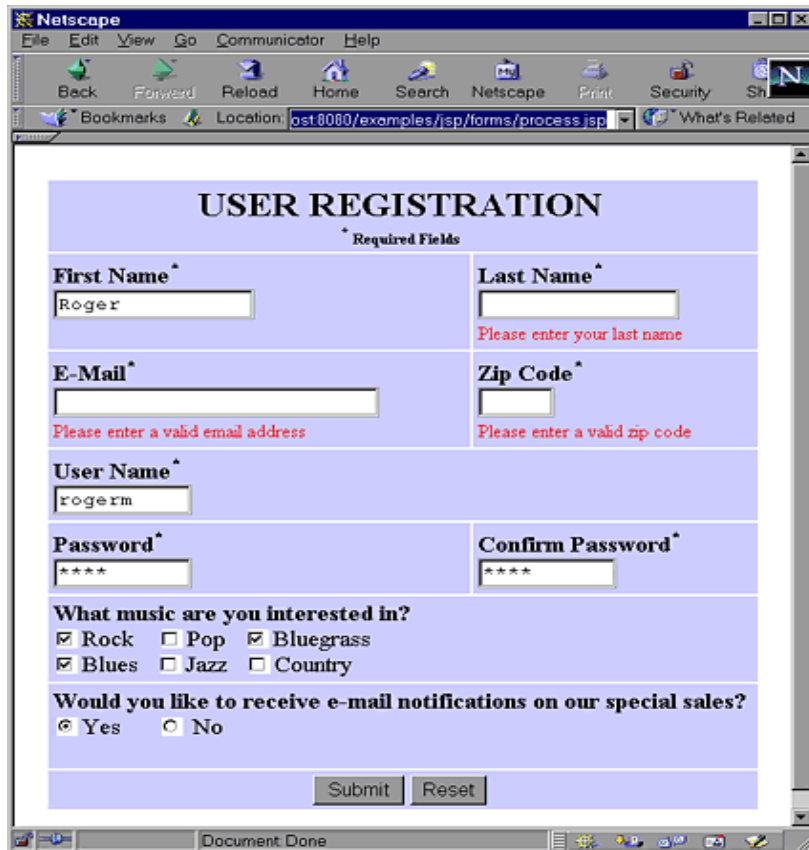 Netscape
File Edit View Go Communicator Help
Back Forward Reload Home Search Netscape Print Security Sh
Bookmarks Location: ost:8080/examples/jsp/forms/process.jsp What's Related
USER REGISTRATION
* Required Fields
First Name* Last Name*
Roger
Please enter your last name
E-Mail* Zip Code*
Please enter a valid email address Please enter a valid zip code
User Name*
rogerm
Password* Confirm Password*
**** ****
What music are you interested in?
Rock Pop Bluegrass
Blues Jazz Country
Would you like to receive e-mail notifications on our special sales?
Yes No
Submit Reset
Document: Done